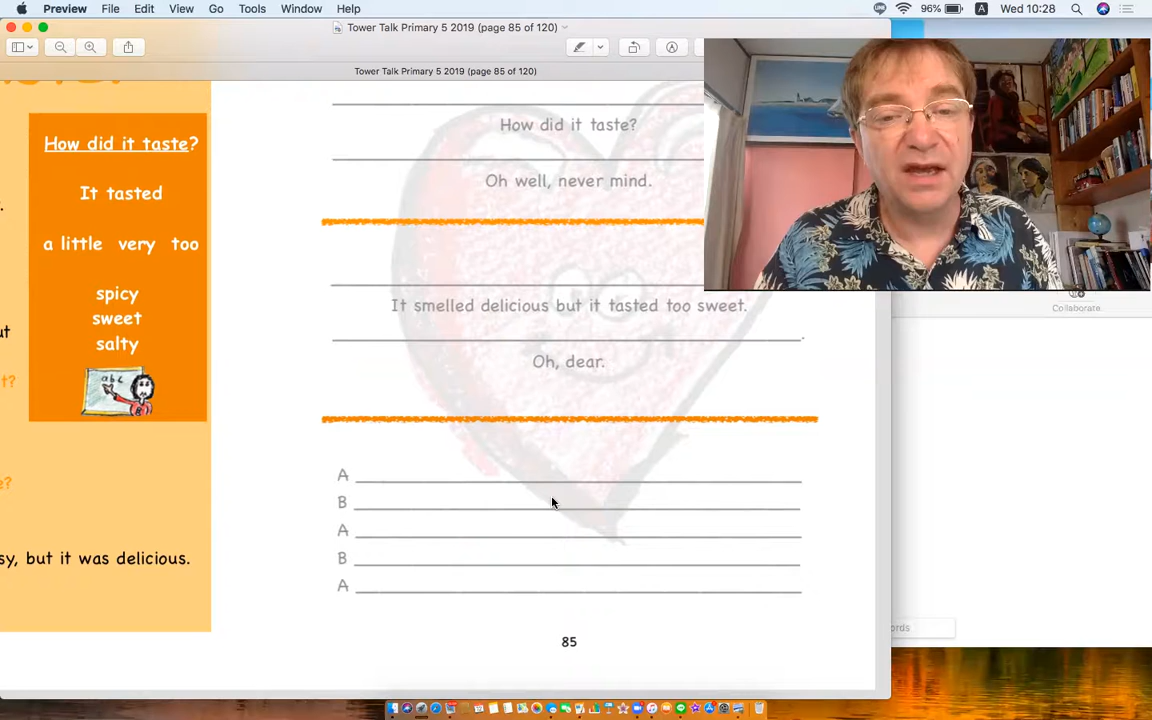 Preview File Edit View Go Tools Window Help
96% A Wed 10:28
Tower Talk Primary 5 2019 (page 85 of 120)
Tower Talk Primary 5 2019 (page 85 of 120)
How did it taste?
It tasted
a little very too
spicy
sweet
salty
abc
t?
e?
sy, but it was delicious.
How did it taste?
Oh well, never mind.
It smelled delicious but it tasted too sweet.
Oh, dear.
A
B
A
B
A
85
Collaborate